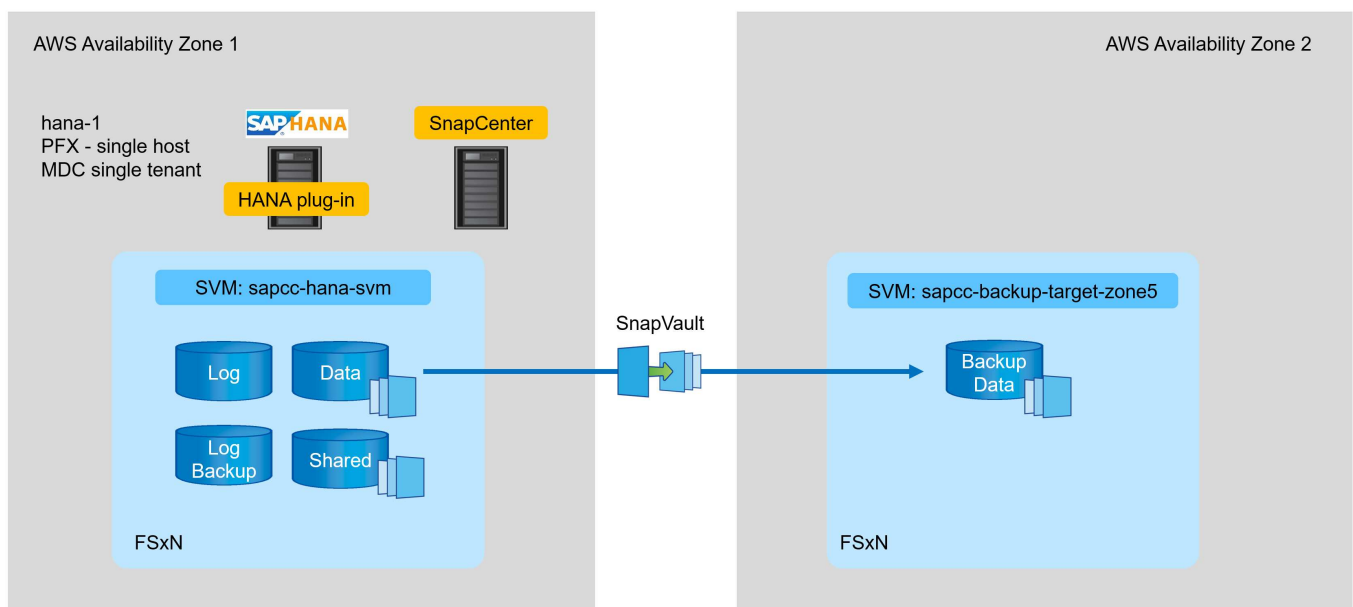 AWS Availability Zone 1
AWS Availability Zone 2
hana-1
PFX - single host
MDC single tenant
SAP HANA
SnapCenter
HANA plug-in
SVM: sapcc-hana-svm
SVM: sapcc-backup-target-zone5
SnapVault
Log
Data
Backup
Data
Log
Backup
Shared
FSxN
FSxN